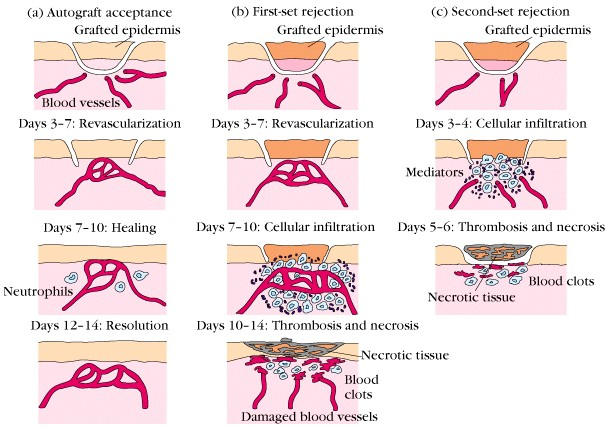 (a) Autograft acceptance
Grafted epidermis
Blood vessels
Days 3–7: Revascularization
Days 7–10: Healing
Neutrophils
Days 12–14: Resolution
(b) First-set rejection
Grafted epidermis
Days 3–7: Revascularization
Days 7–10: Cellular infiltration
Days 10–14: Thrombosis and necrosis
Necrotic tissue
Blood
clots
Damaged blood vessels
(c) Second-set rejection
Grafted epidermis
Days 3–4: Cellular infiltration
Mediators
Days 5–6: Thrombosis and necrosis
Blood clots
Necrotic tissue